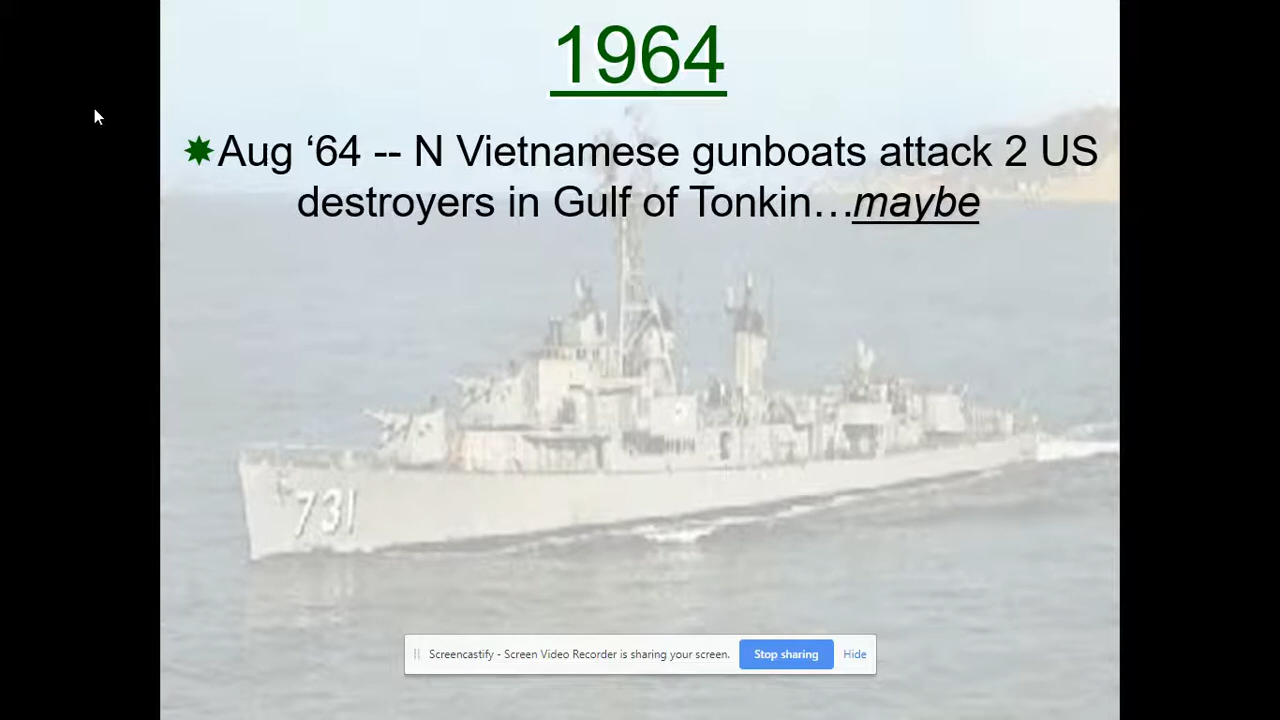 1964
Aug ‘64 -- N Vietnamese gunboats attack 2 US
destroyers in Gulf of Tonkin…maybe
731
Screencastify - Screen Video Recorder is sharing your screen. Stop sharing Hide